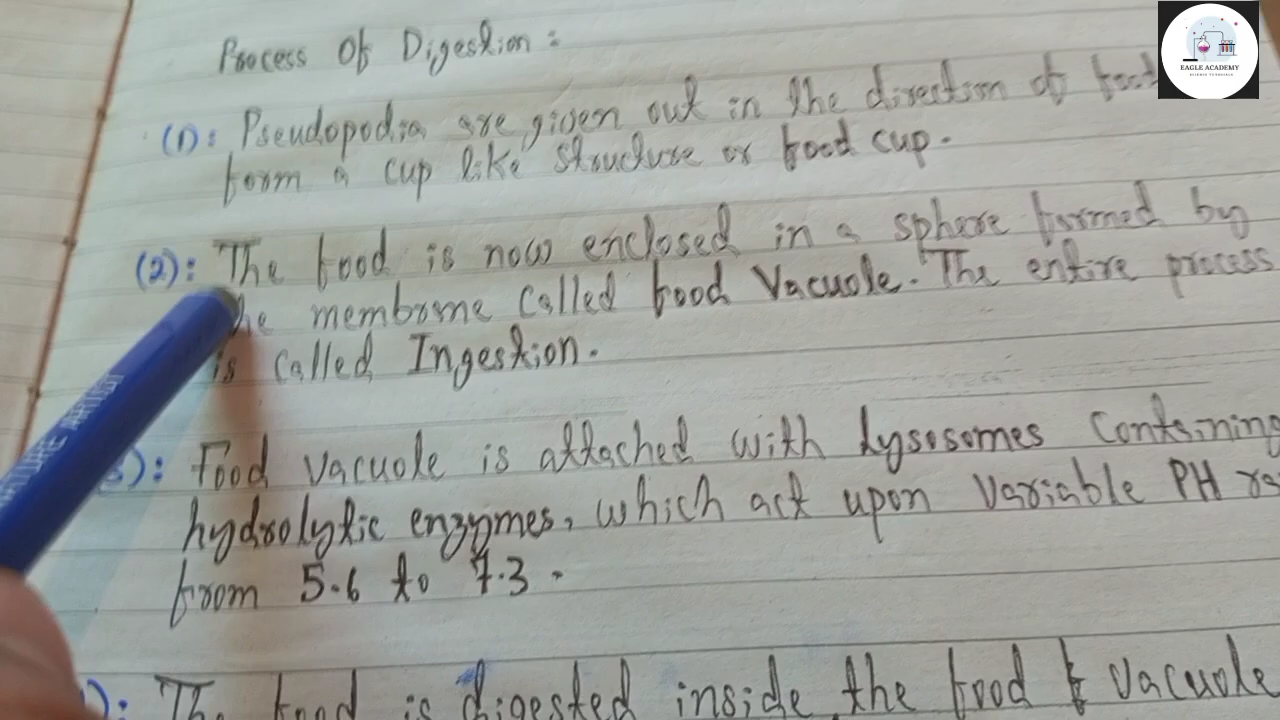 EAGLE ACADEMY
SCIENCE TUTORIALS
Process Of Digestion:
(1): Pseudopodia are given out in the direction of food
form a cup like structure or food cup.
(2): The food is now enclosed in a sphere formed by
the membrane called food Vacuole. The entire process
is called Ingestion.
): Food vacuole is attached with Lysosomes Containing
hydrolytic enzymes, which act upon variable PH
from 5.6 to 7.3.
): The food is digested inside the food vacuole